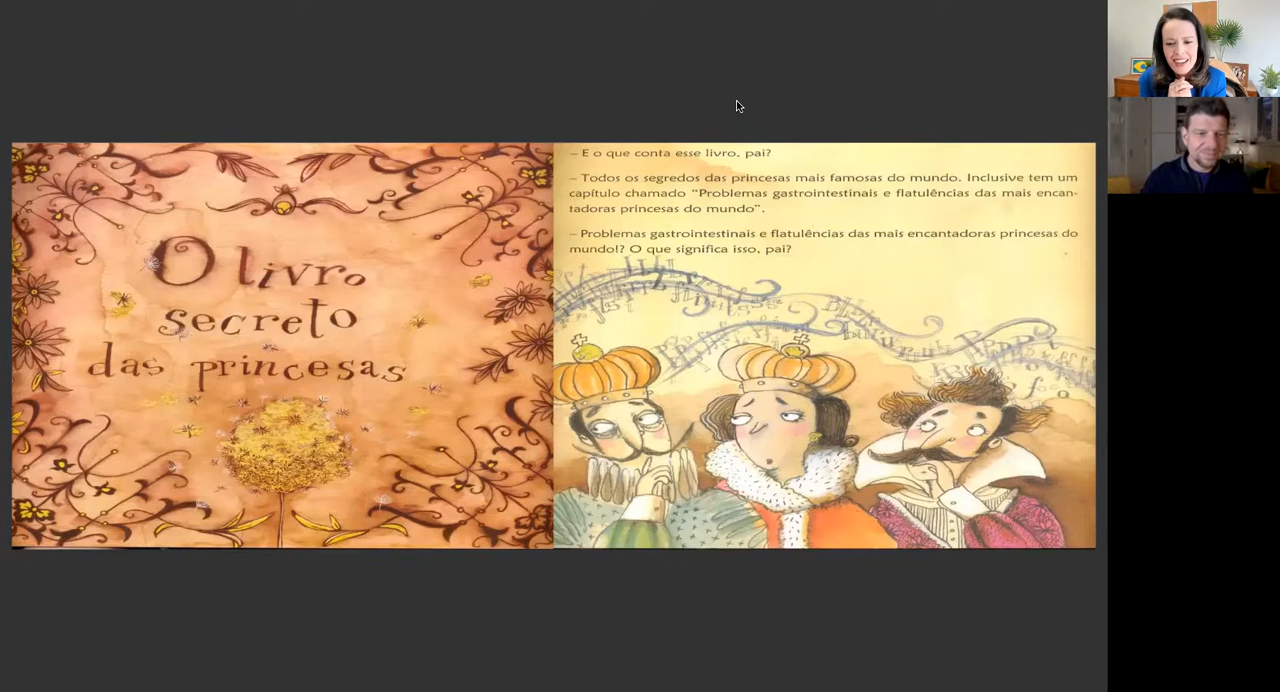 O livro
secreto
das princesas
– E o que conta esse livro, pai?
– Todos os segredos das princesas mais famosas do mundo. Inclusive tem um
capítulo chamado “Problemas gastrointestinais e flatulências das mais encan-
tadoras princesas do mundo”.
– Problemas gastrointestinais e flatulências das mais encantadoras princesas do
mundo!? O que significa isso, pai?